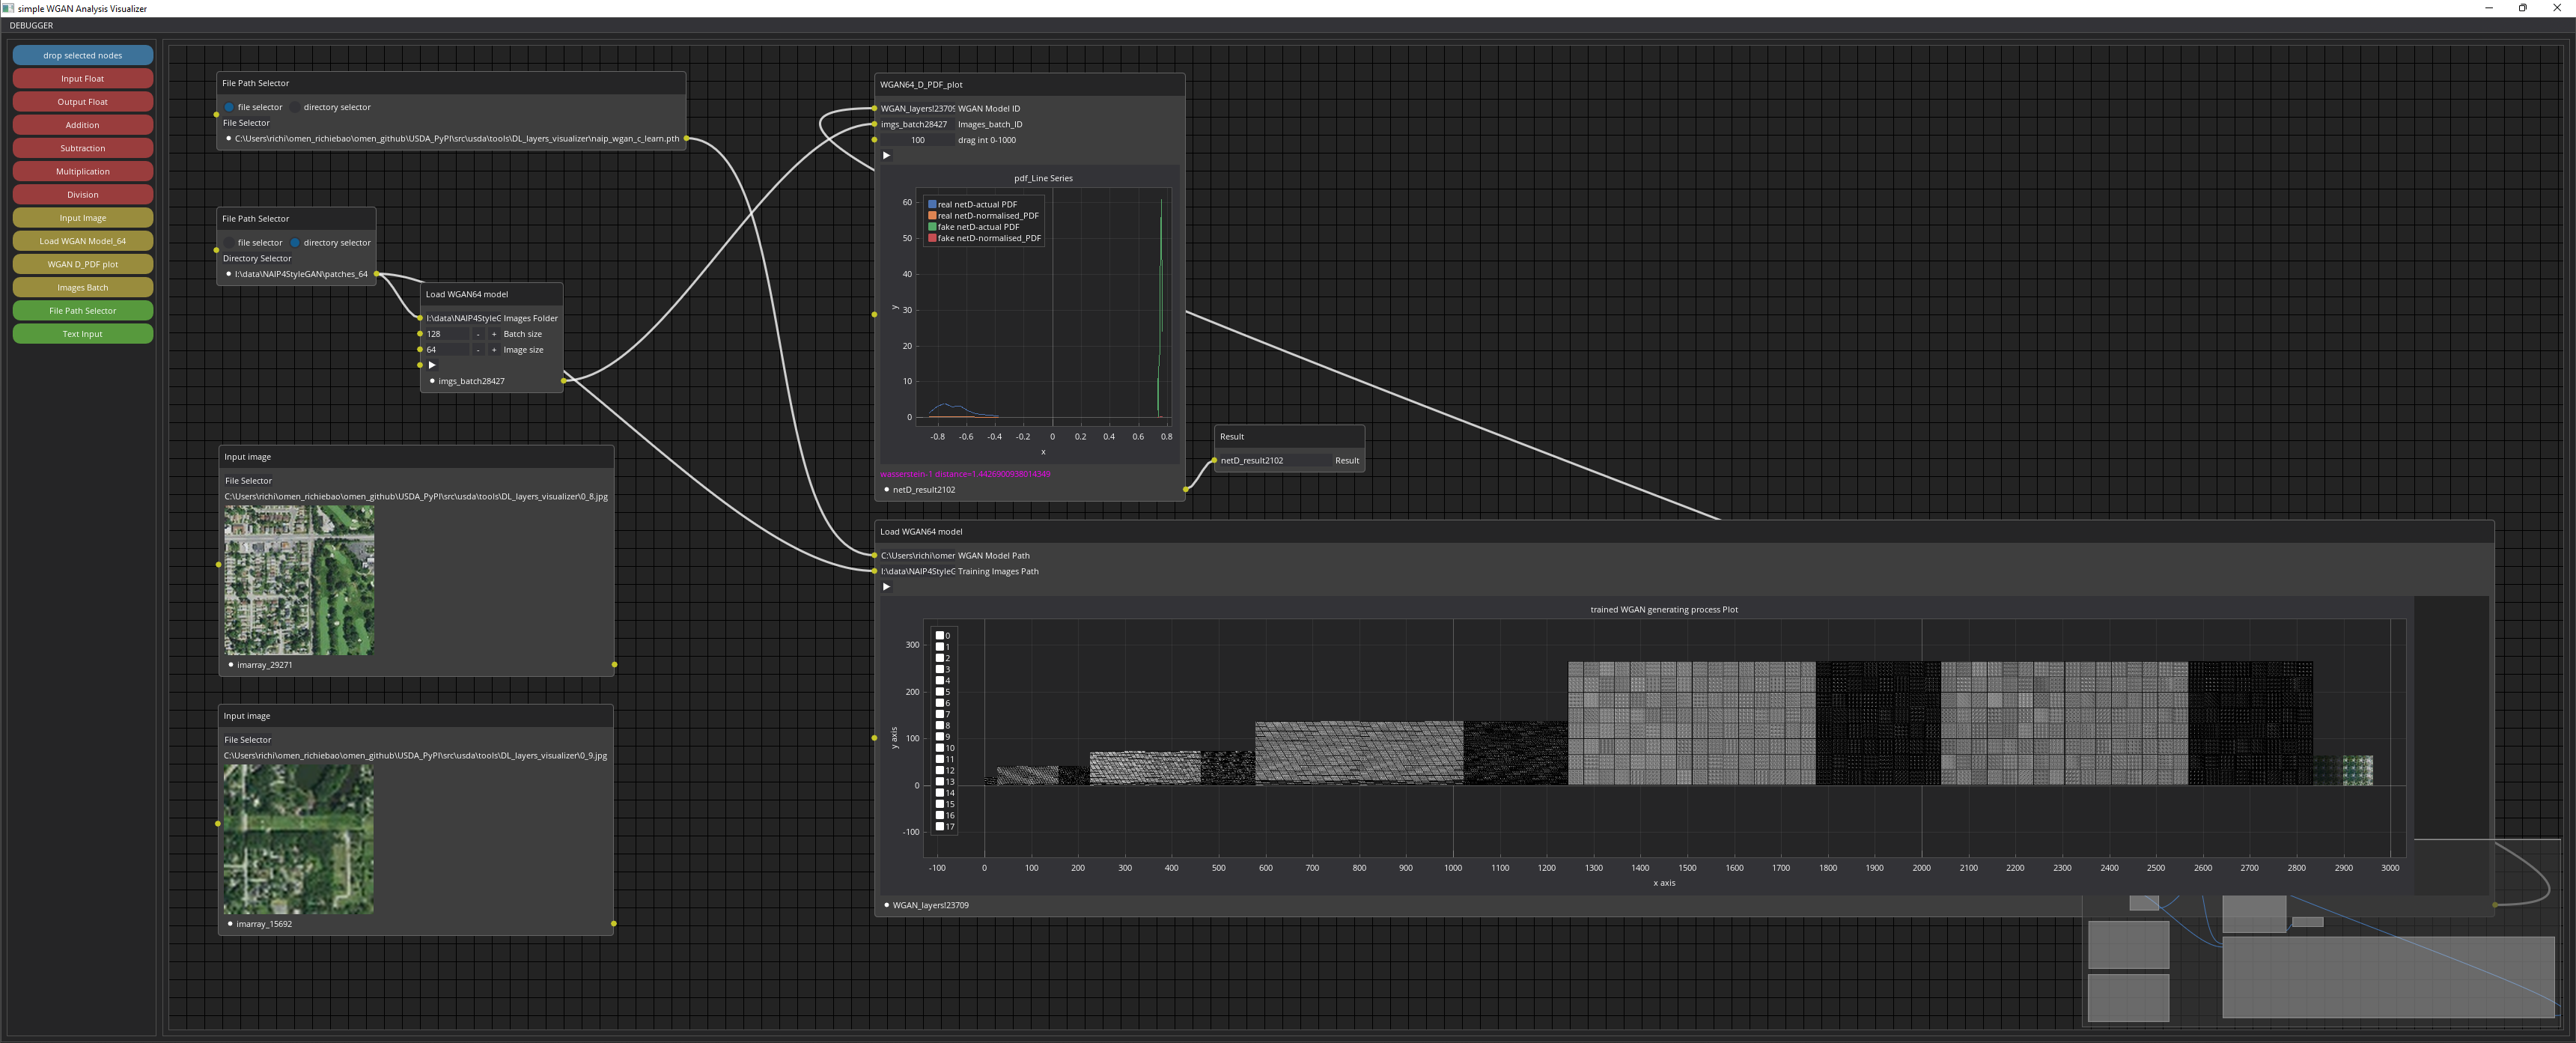 simple WGAN Analysis Visualizer
DEBUGGER
drop selected nodes
Input Float
Output Float
Addition
Subtraction
Multiplication
Division
Input Image
Load WGAN Model_64
WGAN D_PDF plot
Images Batch
File Path Selector
Text Input
File Path Selector
file selector directory selector
File Selector
C:\Users\richi\omen_richiebao\omen_github\USDA_PyPI\src\usda\tools\DL_layers_visualizer\naip_wgan_c_learn.pth
File Path Selector
file selector directory selector
Directory Selector
I:\data\NAIP4StyleGAN\patches_64
Load WGAN64 model
I:\data\NAIP4StyleG Images Folder
128 - + Batch size
64 - + Image size
imgs_batch28427
Input image
File Selector
C:\Users\richi\omen_richiebao\omen_github\USDA_PyPI\src\usda\tools\DL_layers_visualizer\0_8.jpg
imarray_29271
Input image
File Selector
C:\Users\richi\omen_richiebao\omen_github\USDA_PyPI\src\usda\tools\DL_layers_visualizer\0_9.jpg
imarray_15692
WGAN64_D_PDF_plot
WGAN_layers!23709 WGAN Model ID
imgs_batch28427 Images_batch_ID
100 drag int 0-1000
pdf_Line Series
real netD-actual PDF
real netD-normalised_PDF
fake netD-actual PDF
fake netD-normalised_PDF
60
50
40
30
20
10
0
y
-0.8 -0.6 -0.4 -0.2 0 0.2 0.4 0.6 0.8
x
wasserstein-1 distance=1.4426900938014349
netD_result2102
Result
netD_result2102 Result
Load WGAN64 model
C:\Users\richi\omer WGAN Model Path
I:\data\NAIP4StyleG Training Images Path
trained WGAN generating process Plot
300
200
100
0
-100
y axis
0
1
2
3
4
5
6
7
8
9
10
11
12
13
14
15
16
17
-100 0 100 200 300 400 500 600 700 800 900 1000 1100 1200 1300 1400 1500 1600 1700 1800 1900 2000 2100 2200 2300 2400 2500 2600 2700 2800 2900 3000
x axis
WGAN_layers!23709